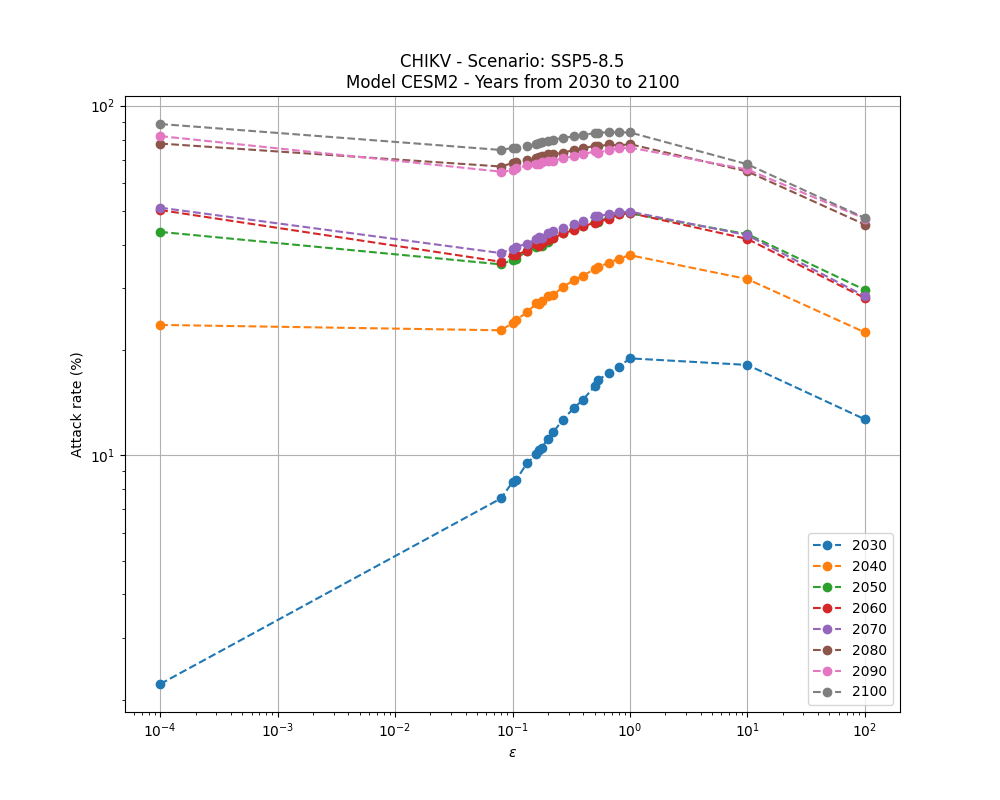 CHIKV - Scenario: SSP5-8.5
Model CESM2 - Years from 2030 to 2100
Attack rate (%)
10²
10¹
10⁻⁴ 10⁻³ 10⁻² 10⁻¹ 10⁰ 10¹ 10²
ε
2030
2040
2050
2060
2070
2080
2090
2100